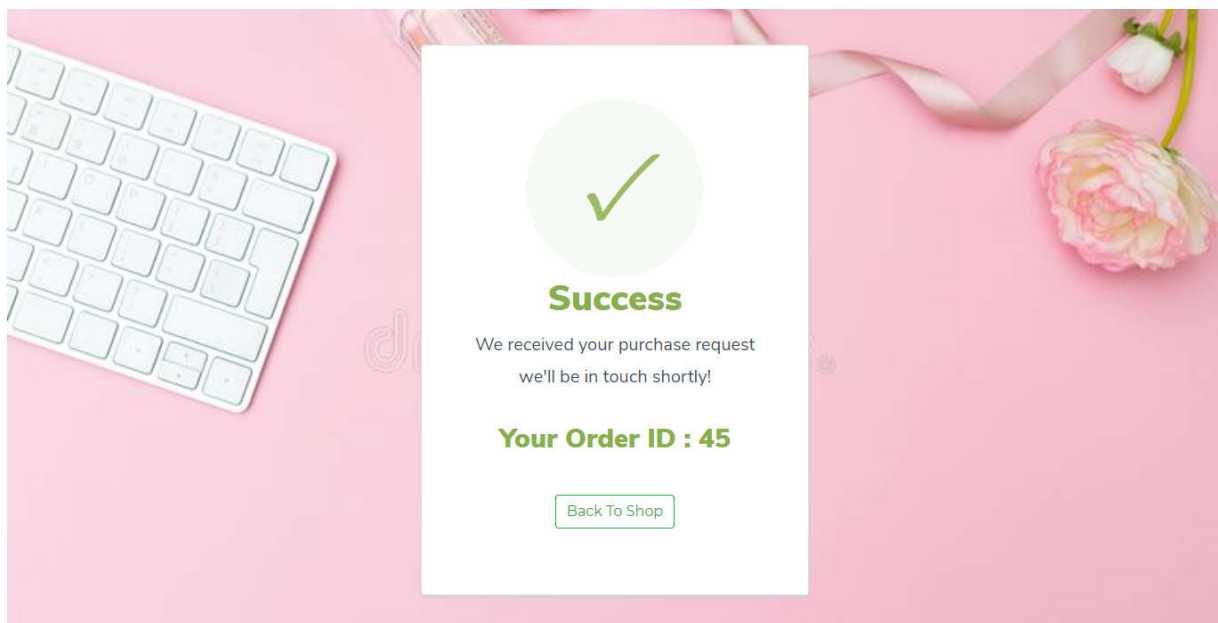 Success
We received your purchase request
we'll be in touch shortly!
Your Order ID : 45
Back To Shop